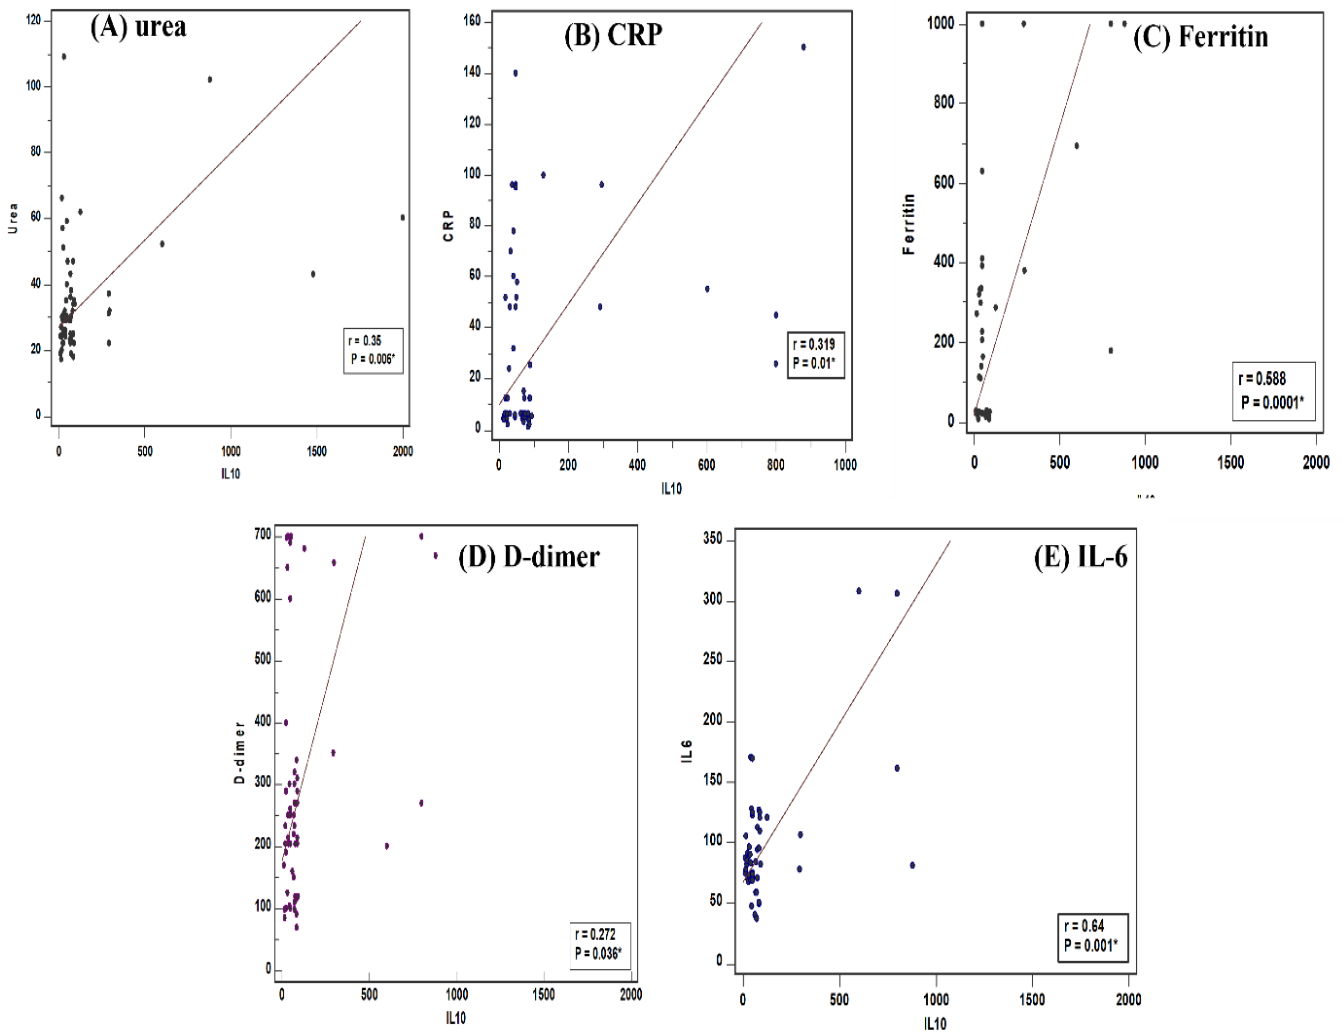 (A) urea
120
100
80
60
40
20
0
Urea
0
500
1000
1500
2000
IL10
r = 0.35
P = 0.006*
(B) CRP
160
140
120
100
80
60
40
20
0
CRP
0
200
400
600
800
1000
IL10
r = 0.319
P = 0.01*
(C) Ferritin
1000
800
600
400
200
0
Ferritin
0
500
1000
1500
2000
r = 0.588
P = 0.0001*
(D) D-dimer
700
600
500
400
300
200
100
0
D-dimer
0
500
1000
1500
2000
IL10
r = 0.272
P = 0.036*
(E) IL-6
350
300
250
200
150
100
50
0
IL6
0
500
1000
1500
2000
IL10
r = 0.64
P = 0.001*